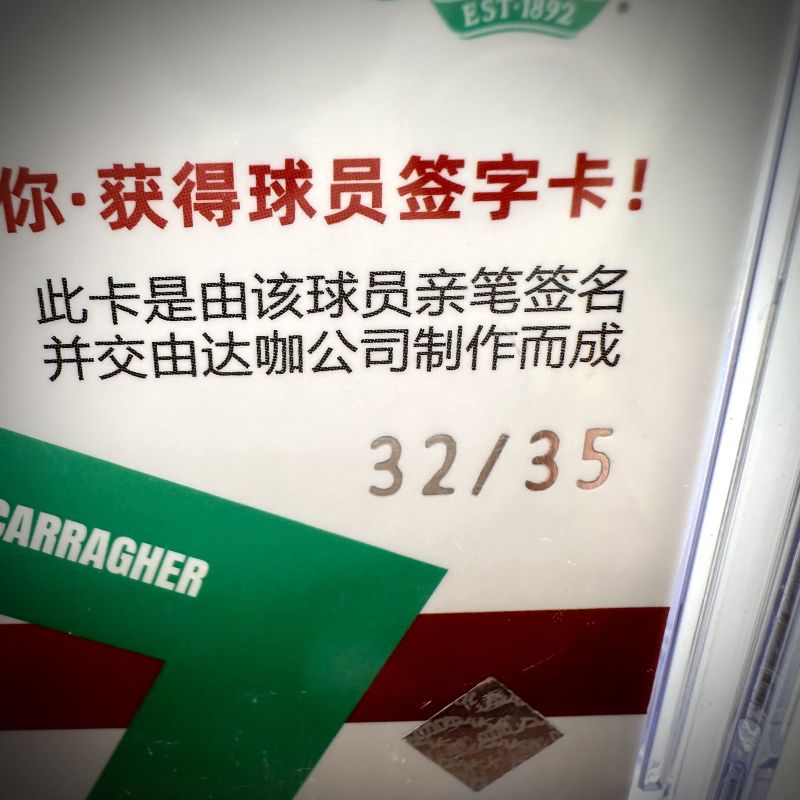 EST·1892
你·获得球员签字卡!
此卡是由该球员亲笔签名
并交由达咖公司制作而成
32/35
CARRAGHER